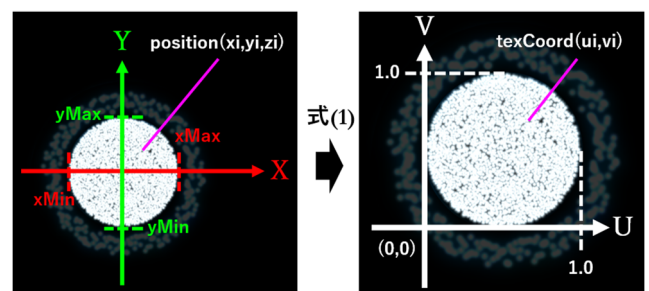 Y
position(xi,yi,zi)
yMax
xMax
X
xMin
yMin
式(1)
V
texCoord(ui,vi)
1.0
U
(0,0)
1.0